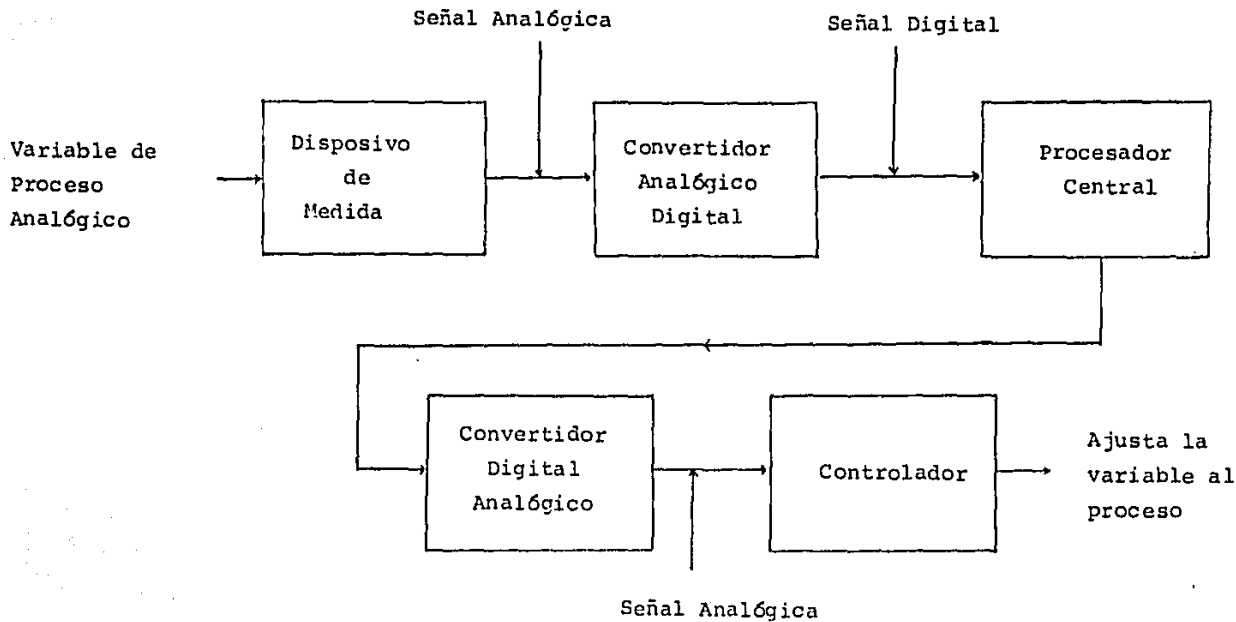 Señal Analógica
Señal Digital
Variable de
Proceso
Analógico
Disposivo
de
Medida
Convertidor
Analógico
Digital
Procesador
Central
Convertidor
Digital
Analógico
Controlador
Ajusta la
variable al
proceso
Señal Analógica